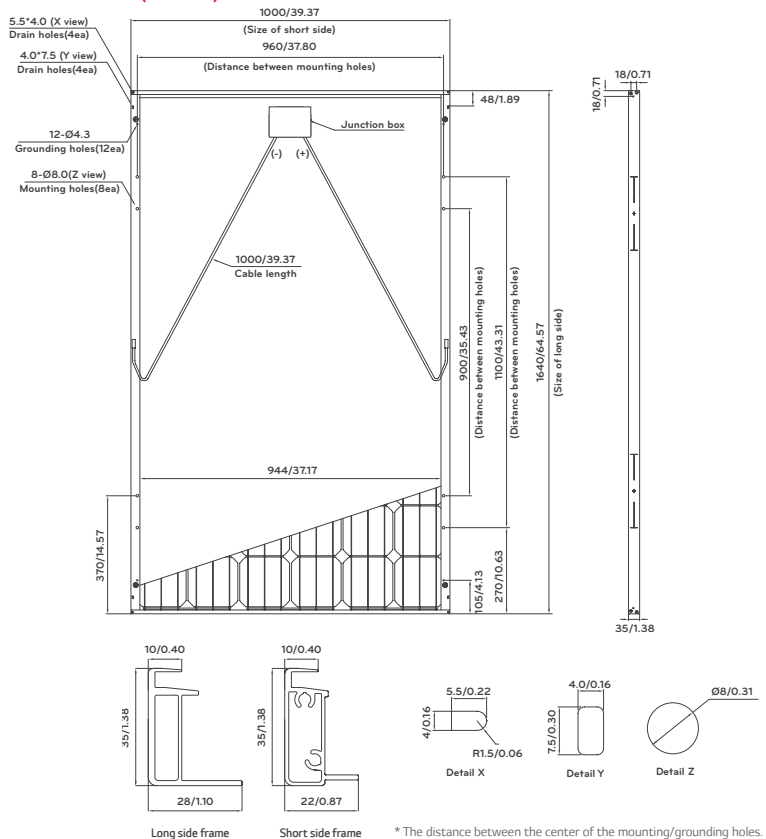 1000/39.37
(Size of short side)
960/37.80
(Distance between mounting holes)
5.5*4.0 (X view)
Drain holes(4ea)
4.0*7.5 (Y view)
Drain holes(4ea)
12-Ø4.3
Grounding holes(12ea)
8-Ø8.0(Z view)
Mounting holes(8ea)
48/1.89
Junction box
(-) (+)
1000/39.37
Cable length
900/35.43
(Distance between mounting holes)
1100/43.31
(Distance between mounting holes)
1640/64.57
(Size of long side)
18/0.71
18/0.71
944/37.17
370/14.57
105/4.13
270/10.63
35/1.38
10/0.40
35/1.38
28/1.10
Long side frame
10/0.40
35/1.38
22/0.87
Short side frame
5.5/0.22
4/0.16
R1.5/0.06
Detail X
4.0/0.16
7.5/0.30
Detail Y
Ø8/0.31
Detail Z
* The distance between the center of the mounting/grounding holes.